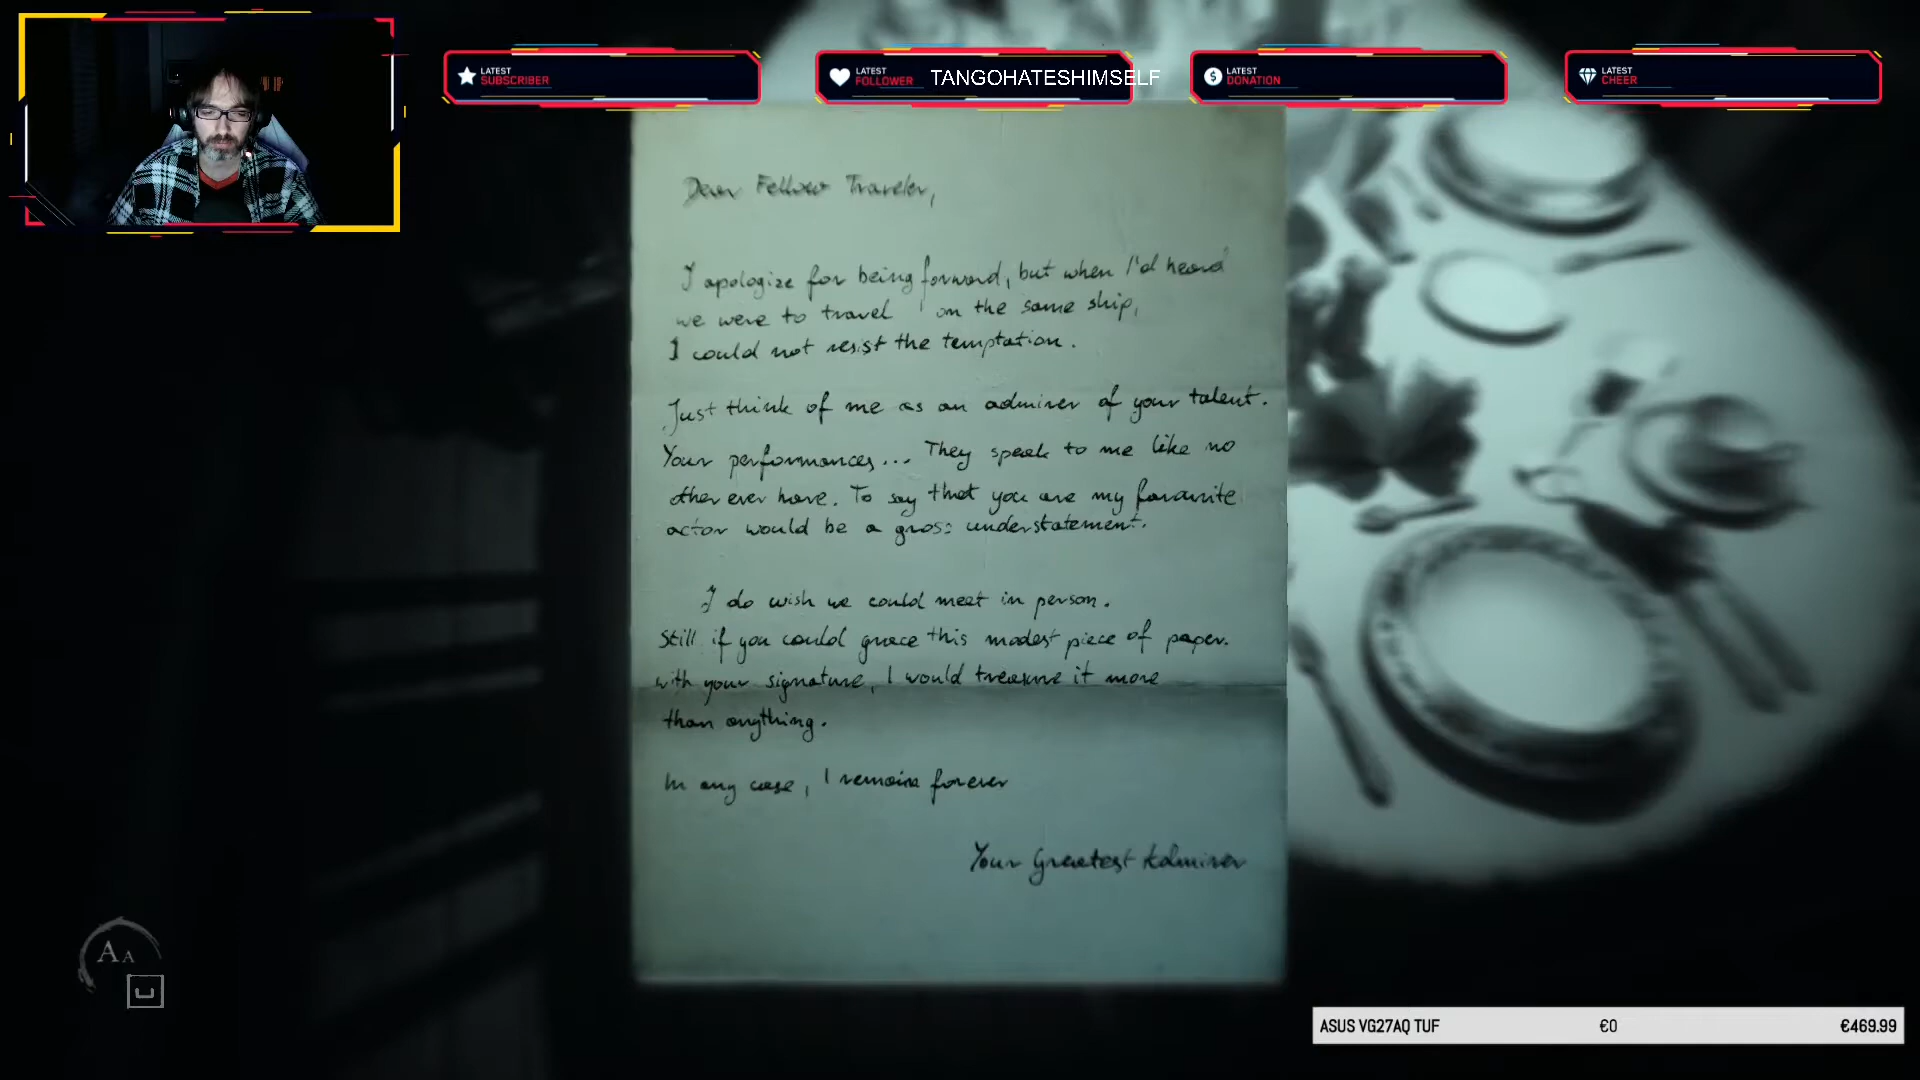 LATEST
SUBSCRIBER
LATEST
FOLLOWER
TANGOHATESHIMSELF
LATEST
DONATION
LATEST
CHEER
Dear Fellow Traveler,
I apologize for being forward, but when I'd heard
we were to travel on the same ship,
I could not resist the temptation.
Just think of me as an admirer of your talent.
Your performances... They speak to me like no
other ever have. To say that you are my favourite
actor would be a gross understatement.
I do wish we could meet in person.
Still if you could grace this modest piece of paper.
with your signature, I would treasure it more
than anything.
In any case, I remain forever
Your Greatest Admirer
AA
ASUS VG27AQ TUF €0 €469.99